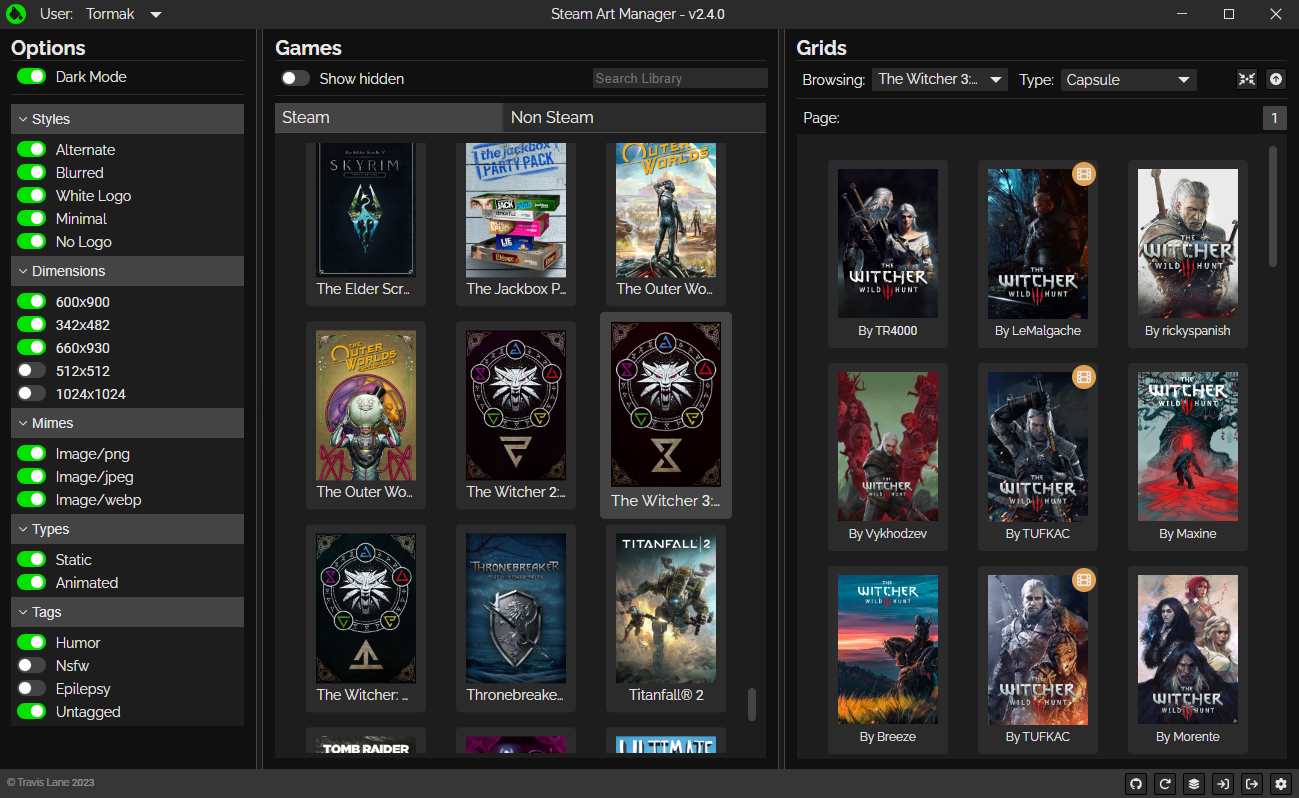 User: Tormak
Steam Art Manager - v2.4.0
Options
Dark Mode
Styles
Alternate
Blurred
White Logo
Minimal
No Logo
Dimensions
600x900
342x482
660x930
512x512
1024x1024
Mimes
Image/png
Image/jpeg
Image/webp
Types
Static
Animated
Tags
Humor
Nsfw
Epilepsy
Untagged
Games
Show hidden
Search Library
Steam
Non Steam
SKYRIM
The Elder Scr...
the jackbox
PARTY PACK
The Jackbox P...
OUTER
WORLDS
The Outer Wo...
THE
OUTER
WORLDS
The Outer Wo...
The Witcher 2:...
The Witcher 3:...
The Witcher: ...
THRONEBREAKER
Thronebreake...
TITANFALL 2
Titanfall® 2
TOMB RAIDER
ULTIMATE
Grids
Browsing: The Witcher 3:... Type: Capsule
Page: 1
THE
WITCHER
WILD HUNT
By TR4000
THE
WITCHER
WILD HUNT
By LeMalgache
THE
WITCHER
WILD HUNT
By rickyspanish
THE
WITCHER
WILD HUNT
By Vykhodzev
THE
WITCHER
WILD HUNT
By TUFKAC
THE
WITCHER
WILD HUNT
By Maxine
THE
WITCHER
WILD HUNT
By Breeze
THE
WITCHER
WILD HUNT
By TUFKAC
THE
WITCHER
WILD HUNT
By Morente
© Travis Lane 2023